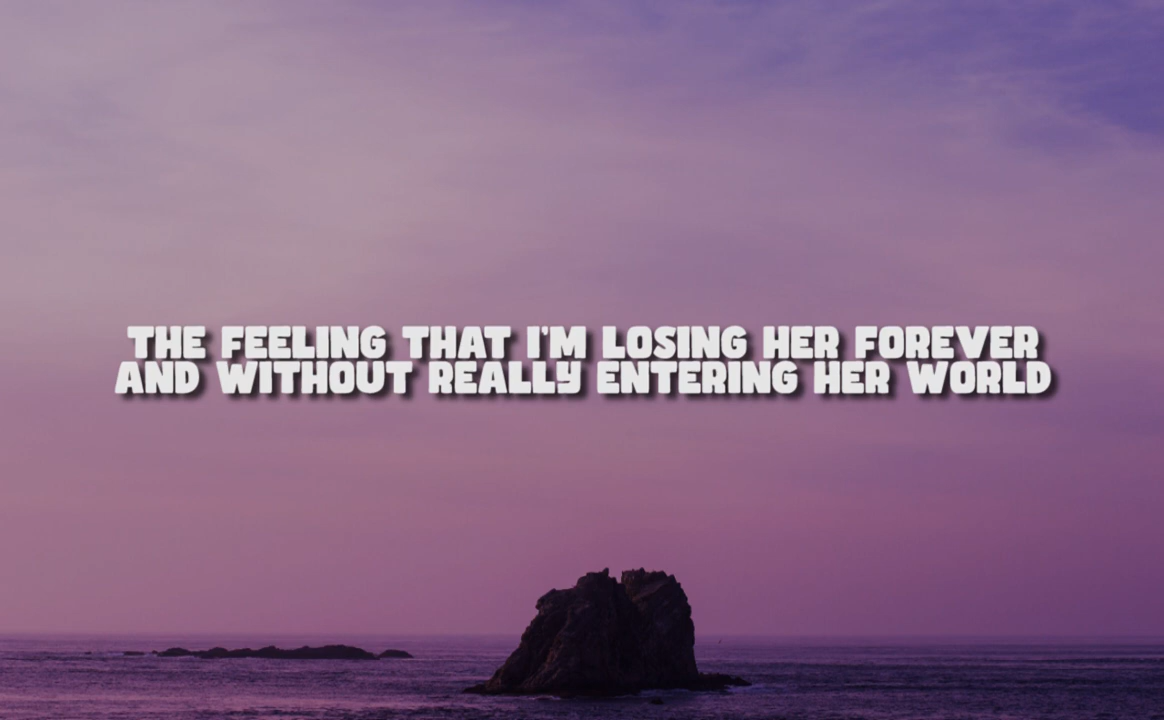 THE FEELING THAT I'M LOSING HER FOREVER
AND WITHOUT REALLY ENTERING HER WORLD